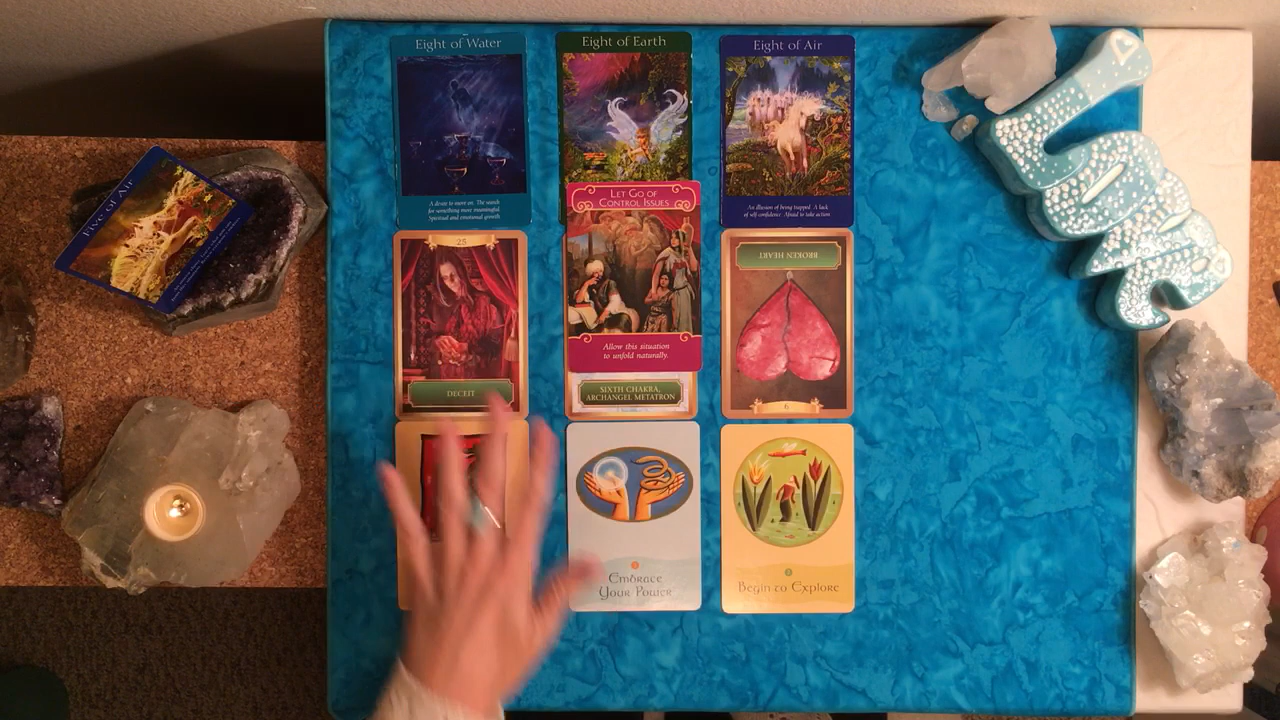 Eight of Water
A desire to move on. The search
for something more meaningful.
Spiritual and emotional growth
Eight of Earth
Eight of Air
An illusion of being trapped. A lack
of self-confidence. Afraid to take action
Five of Air
25
DECEIT
LET GO OF
CONTROL ISSUES
Allow this situation
to unfold naturally.
SIXTH CHAKRA,
ARCHANGEL METATRON
BROKEN HEART
6
Embrace
Your Power
Begin to Explore